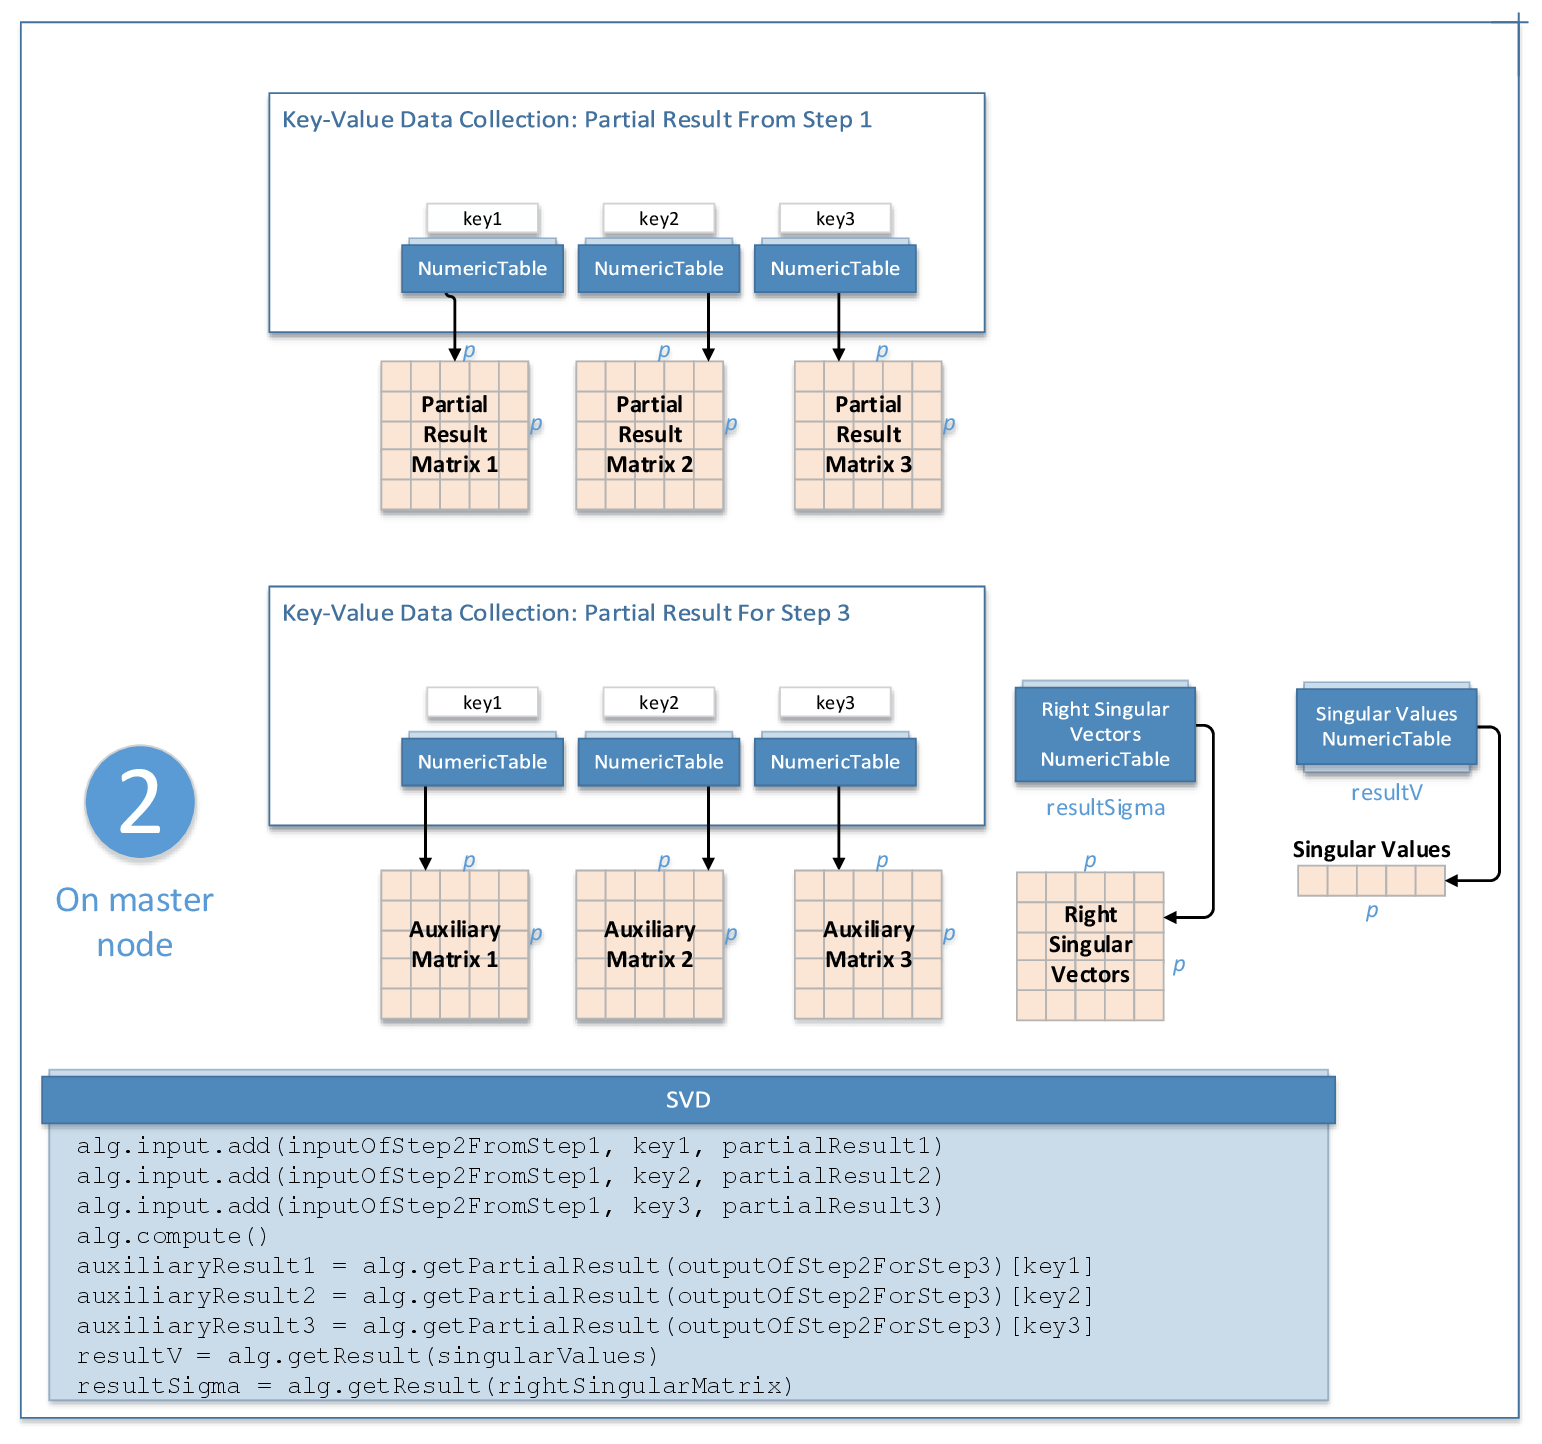 Key-Value Data Collection: Partial Result From Step 1
key1
key2
key3
NumericTable
NumericTable
NumericTable
p
p
p
Partial
Result
Matrix 1
p
Partial
Result
Matrix 2
p
Partial
Result
Matrix 3
p
Key-Value Data Collection: Partial Result For Step 3
key1
key2
key3
NumericTable
NumericTable
NumericTable
p
p
p
Auxiliary
Matrix 1
p
Auxiliary
Matrix 2
p
Auxiliary
Matrix 3
p
Right Singular
Vectors
NumericTable
resultSigma
p
Right
Singular
Vectors
p
Singular Values
NumericTable
resultV
Singular Values
p
2
On master
node
SVD
alg.input.add(inputOfStep2FromStep1, key1, partialResult1)
alg.input.add(inputOfStep2FromStep1, key2, partialResult2)
alg.input.add(inputOfStep2FromStep1, key3, partialResult3)
alg.compute()
auxiliaryResult1 = alg.getPartialResult(outputOfStep2ForStep3)[key1]
auxiliaryResult2 = alg.getPartialResult(outputOfStep2ForStep3)[key2]
auxiliaryResult3 = alg.getPartialResult(outputOfStep2ForStep3)[key3]
resultV = alg.getResult(singularValues)
resultSigma = alg.getResult(rightSingularMatrix)